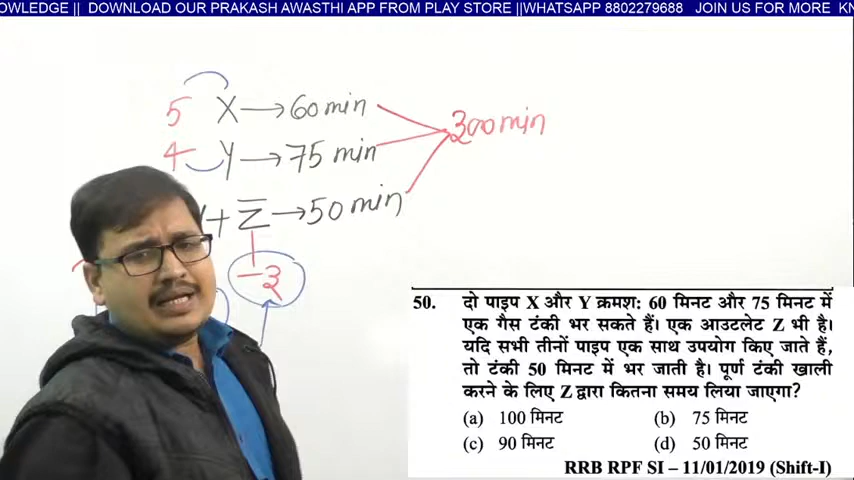 OWLEDGE || DOWNLOAD OUR PRAKASH AWASTHI APP FROM PLAY STORE ||WHATSAPP 8802279688 JOIN US FOR MORE KN
5 X → 60 min
300 min
4 Y → 75 min
+ Z̅ → 50 min
-3
50. दो पाइप X और Y क्रमश: 60 मिनट और 75 मिनट में
एक गैस टंकी भर सकते हैं। एक आउटलेट Z भी है।
यदि सभी तीनों पाइप एक साथ उपयोग किए जाते हैं,
तो टंकी 50 मिनट में भर जाती है। पूर्ण टंकी खाली
करने के लिए Z द्वारा कितना समय लिया जाएगा?
(a) 100 मिनट (b) 75 मिनट
(c) 90 मिनट (d) 50 मिनट
RRB RPF SI – 11/01/2019 (Shift-I)